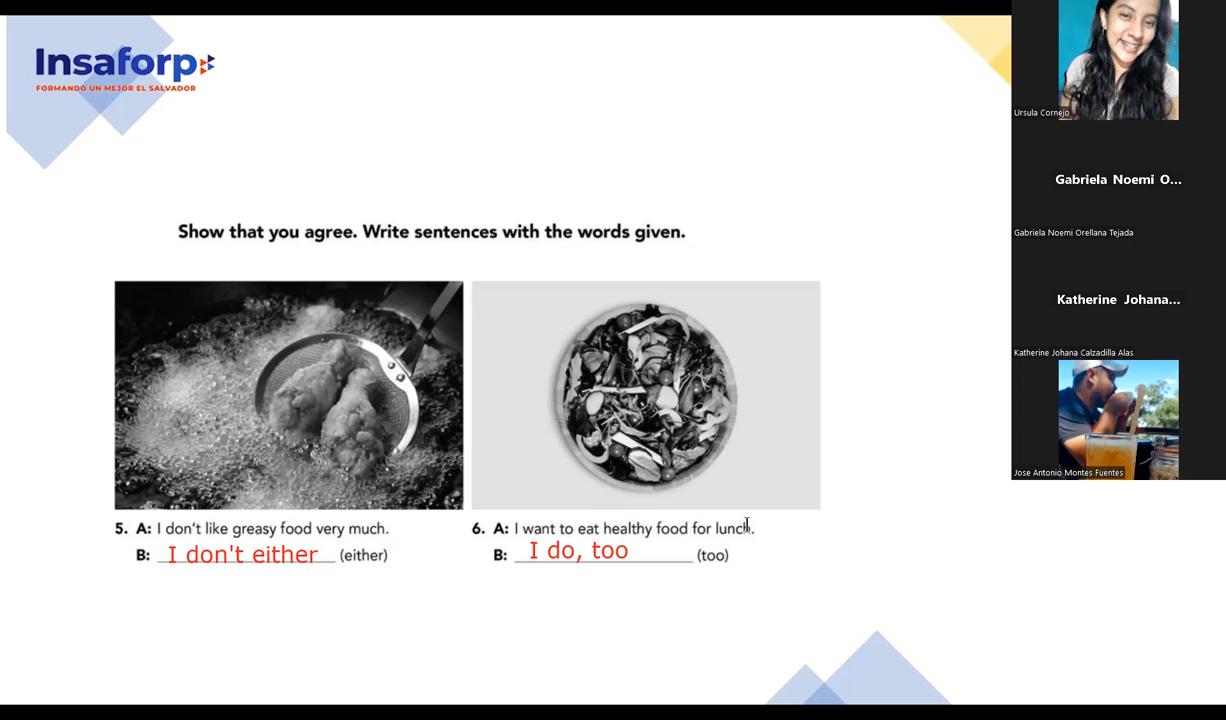 Insaforp
FORMANDO UN MEJOR EL SALVADOR
Show that you agree. Write sentences with the words given.
5. A: I don't like greasy food very much.
B: I don't either (either)
6. A: I want to eat healthy food for lunch.
B: I do, too (too)
Ursula Cornejo
Gabriela Noemi O...
Gabriela Noemi Orellana Tejada
Katherine Johana...
Katherine Johana Calzadilla Alas
Jose Antonio Montes Fuentes